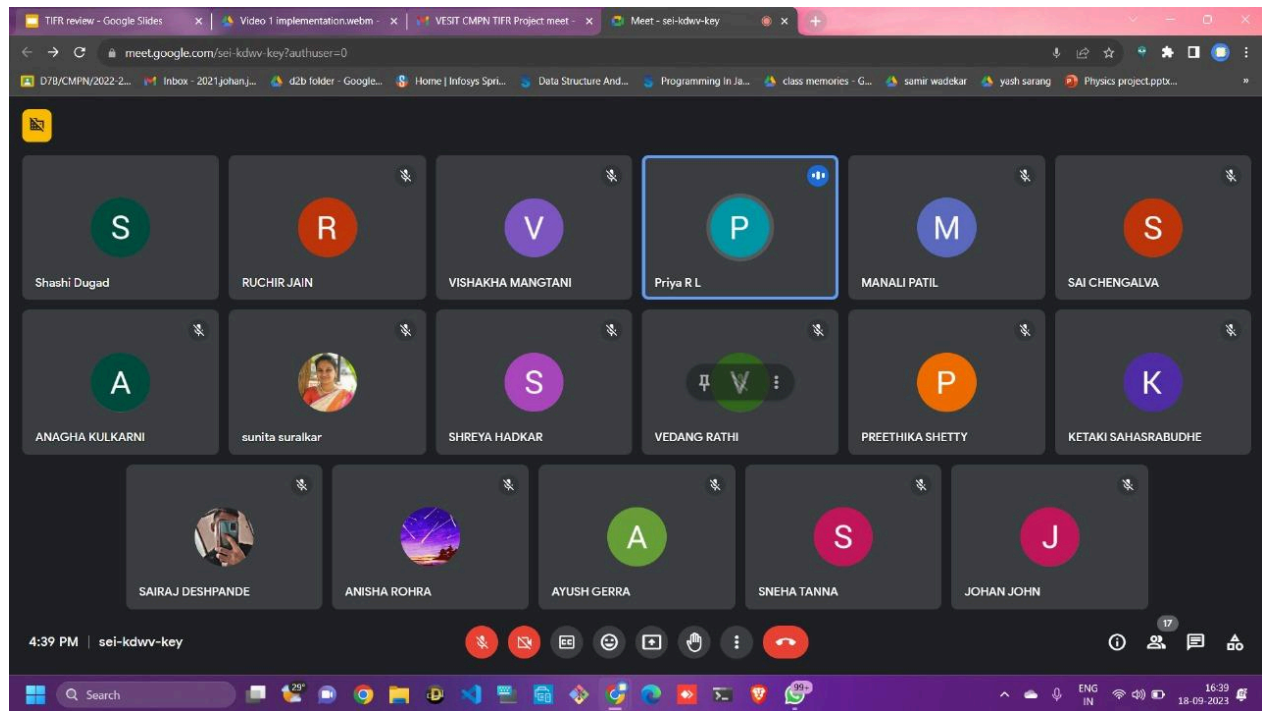 TIFR review - Google Slides
Video 1 implementation.webm -
VESIT CMPN TIFR Project meet -
Meet - sei-kdwv-key
meet.google.com/sei-kdwv-key?authuser=0
D7B/CMPN/2022-2... Inbox - 2021.johan.j... d2b folder - Google... Home | Infosys Spri... Data Structure And... Programming In Ja... class memories - G... samir wadekar yash sarang Physics project.pptx... »
S R V P M S
Shashi Dugad RUCHIR JAIN VISHAKHA MANGTANI Priya R L MANALI PATIL SAI CHENGALVA
A S V P K
ANAGHA KULKARNI sunita suralkar SHREYA HADKAR VEDANG RATHI PREETHIKA SHETTY KETAKI SAHASRABUDHE
A S J
SAIRAJ DESHPANDE ANISHA ROHRA AYUSH GERRA SNEHA TANNA JOHAN JOHN
4:39 PM | sei-kdwv-key CC 17
Search 29° 99+ ENG 16:39
IN 18-09-2023